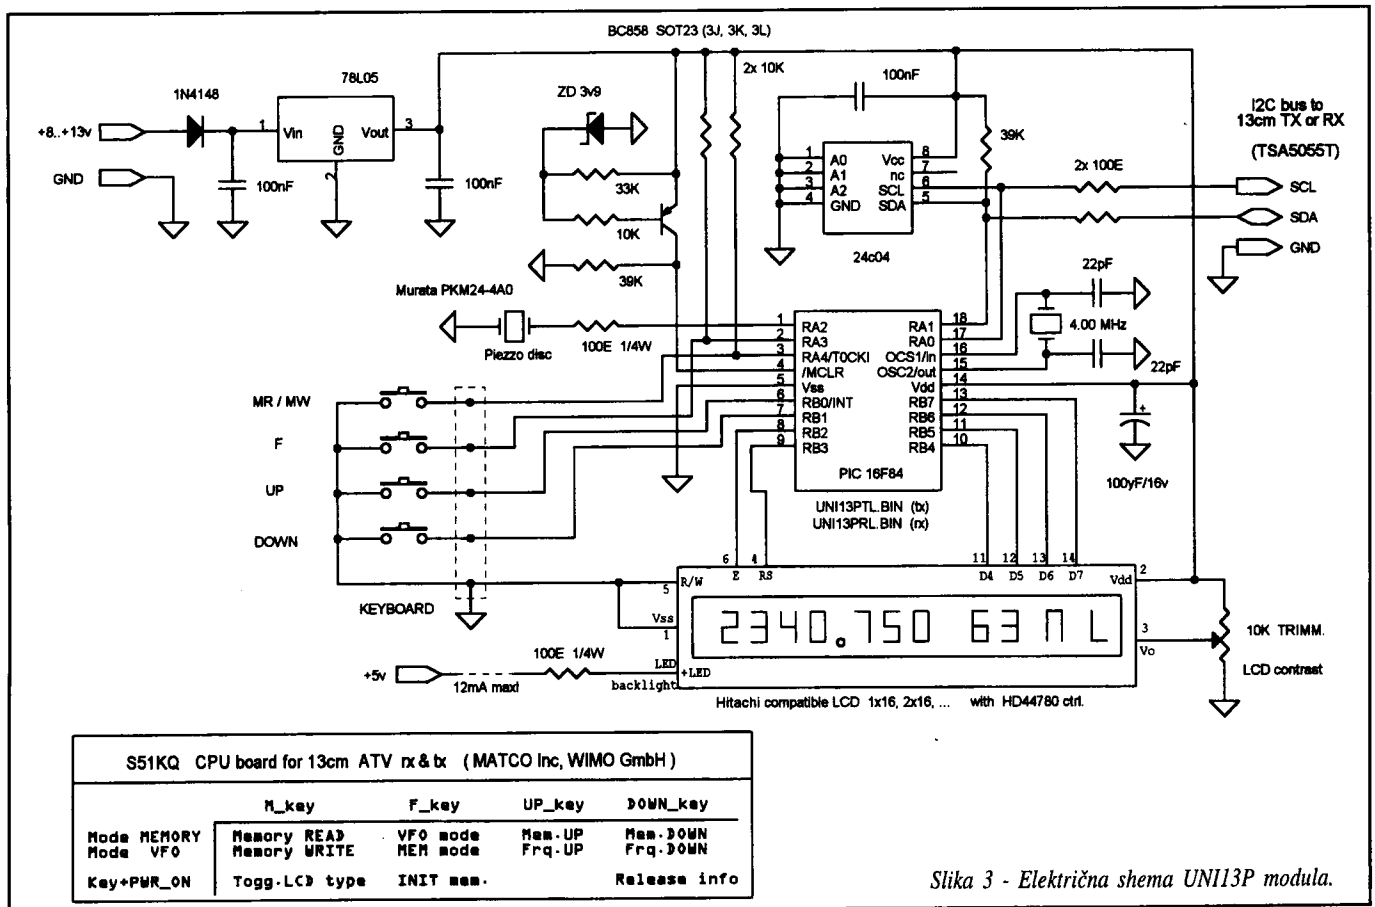 BC858 SOT23 (3J, 3K, 3L)
2x 10K
100nF
78L05
1N4148
ZD 3v9
I2C bus to
13cm TX or RX
(TSA5055T)
+8..+13v
1
Vin
Vout
3
GND
2
39K
1 A0 Vcc 8
2 A1 nc 7
3 A2 SCL 6
4 GND SDA 5
2x 100E
SCL
SDA
GND
GND
100nF
100nF
33K
10K
39K
24c04
22pF
Murata PKM24-4A0
Piezzo disc
100E 1/4W
4.00 MHz
22pF
1 RA2 RA1 18
2 RA3 RA0 17
3 RA4/T0CKI OCS1/in 16
4 /MCLR OSC2/out 15
5 Vss Vdd 14
6 RB0/INT RB7 13
7 RB1 RB6 12
8 RB2 RB5 11
9 RB3 RB4 10
PIC 16F84
+
100yF/16v
UNI13PTL.BIN (tx)
UNI13PRL.BIN (rx)
MR / MW
F
UP
DOWN
KEYBOARD
6 4 11 12 13 14
E RS D4 D5 D6 D7
5 R/W
Vdd 2
Vss
1
2340.750 63 M L
3
Vo
10K TRIMM.
LCD contrast
+5v
12mA max!
100E 1/4W
LED
+LED
backlight
Hitachi compatible LCD 1x16, 2x16, ... with HD44780 ctrl.
S51KQ CPU board for 13cm ATV rx & tx ( MATCO Inc, WIMO GmbH )
M_key F_key UP_key DOWN_key
Mode MEMORY Memory READ VFO mode Mem.UP Mem.DOWN
Mode VFO Memory WRITE MEM mode Frq.UP Frq.DOWN
Key+PWR_ON Togg.LCD type INIT mem. Release info
Slika 3 - Električna shema UNI13P modula.